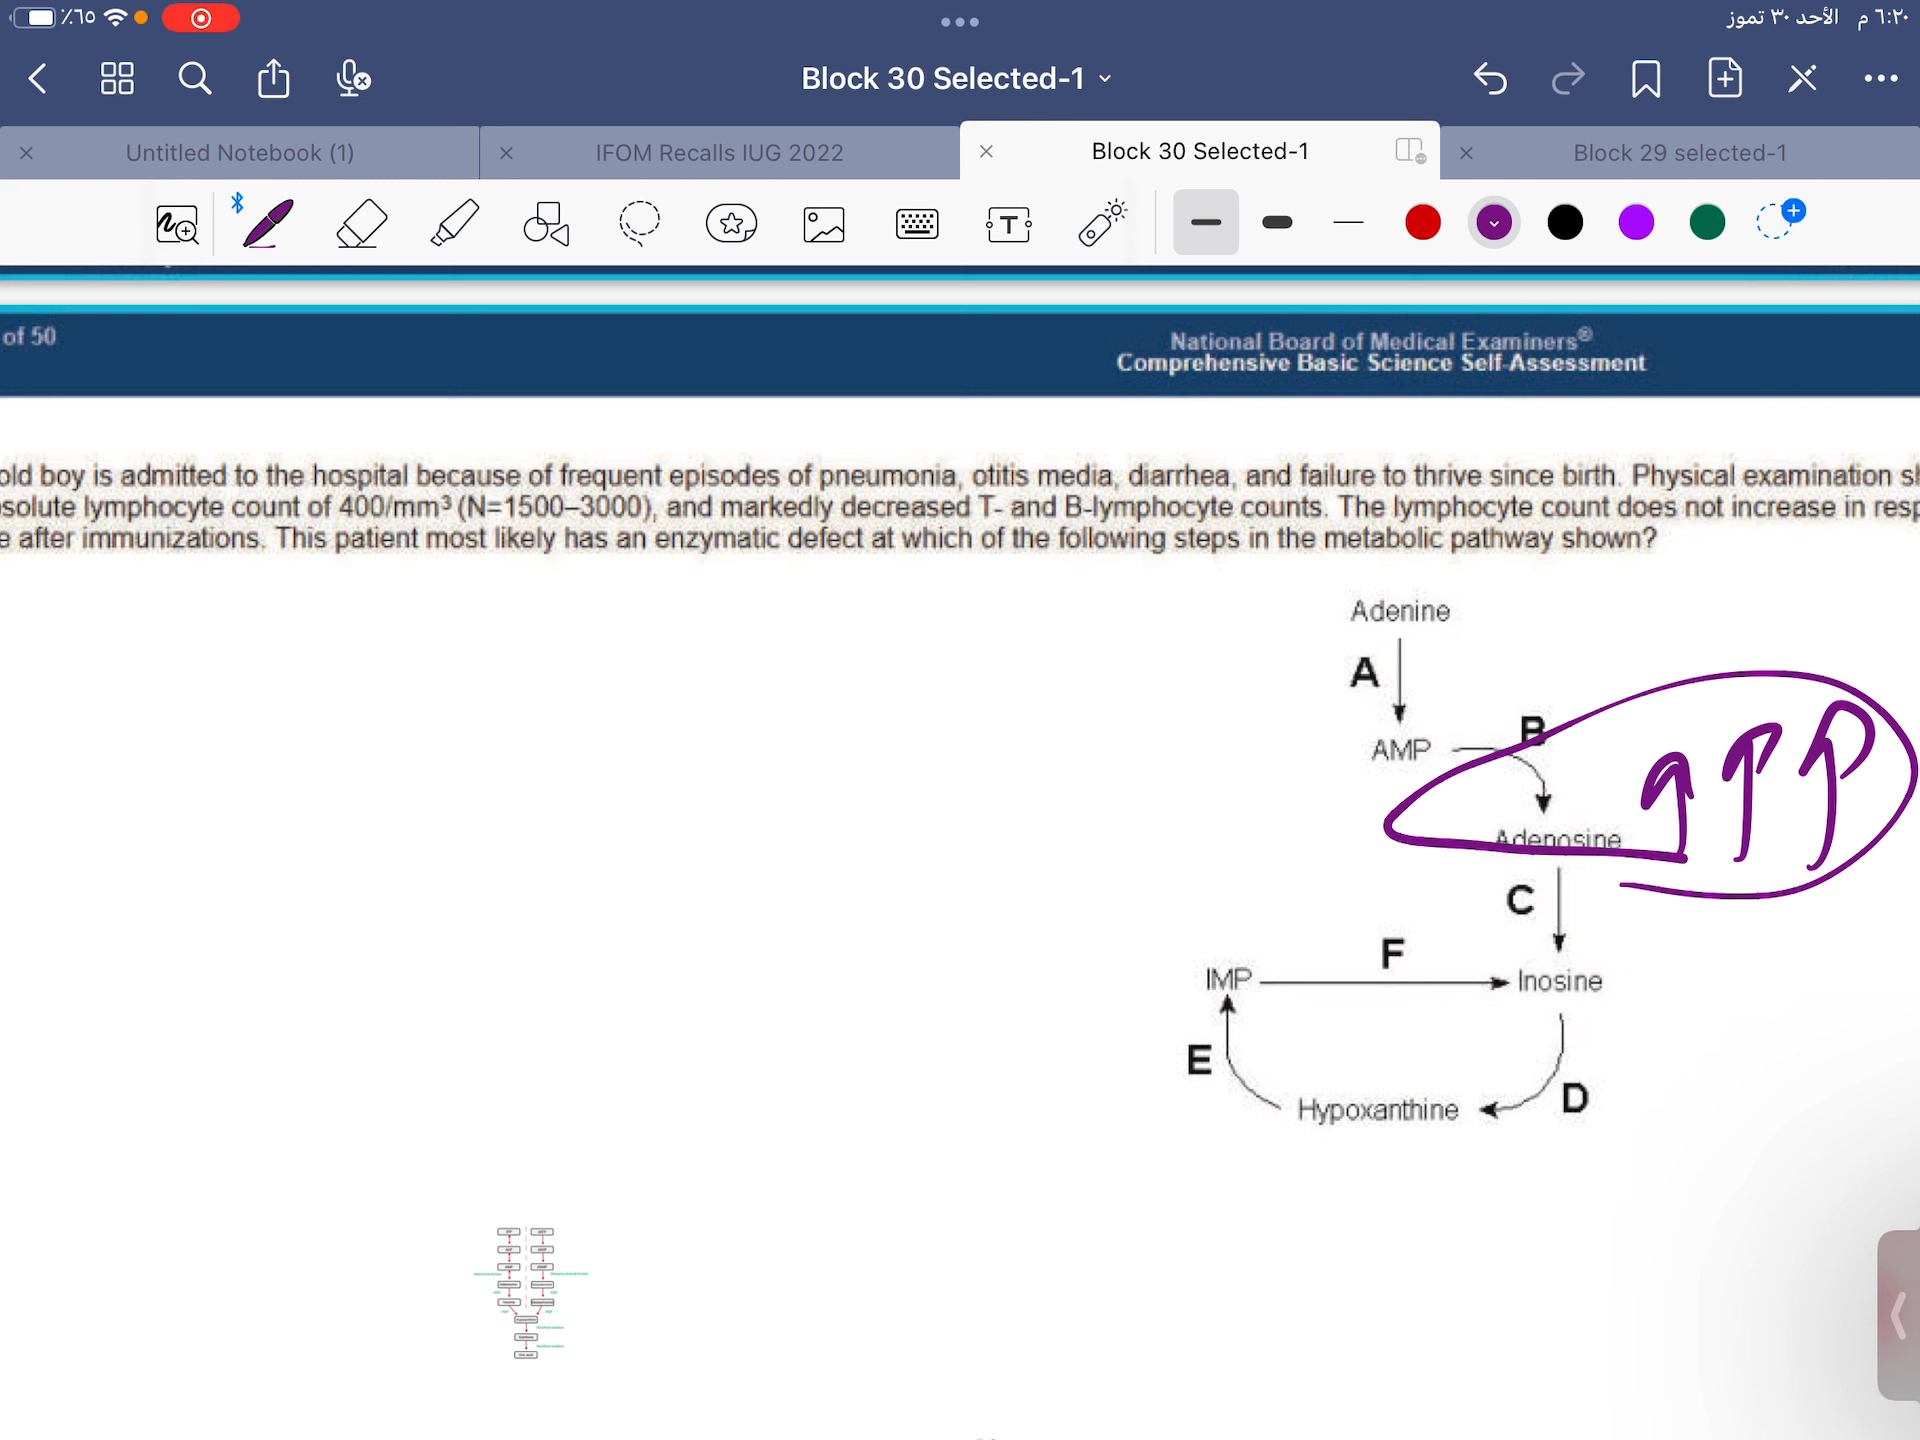 ٪٦٥
٦:٢٠ م الأحد ٣٠ تموز
Block 30 Selected-1
Untitled Notebook (1)
IFOM Recalls IUG 2022
Block 30 Selected-1
Block 29 selected-1
T
of 50
National Board of Medical Examiners®
Comprehensive Basic Science Self-Assessment
old boy is admitted to the hospital because of frequent episodes of pneumonia, otitis media, diarrhea, and failure to thrive since birth. Physical examination
solute lymphocyte count of 400/mm³ (N=1500–3000), and markedly decreased T- and B-lymphocyte counts. The lymphocyte count does not increase in
after immunizations. This patient most likely has an enzymatic defect at which of the following steps in the metabolic pathway shown?
Adenine
A
AMP
B
Adenosine
C
F
IMP
Inosine
E
D
Hypoxanthine